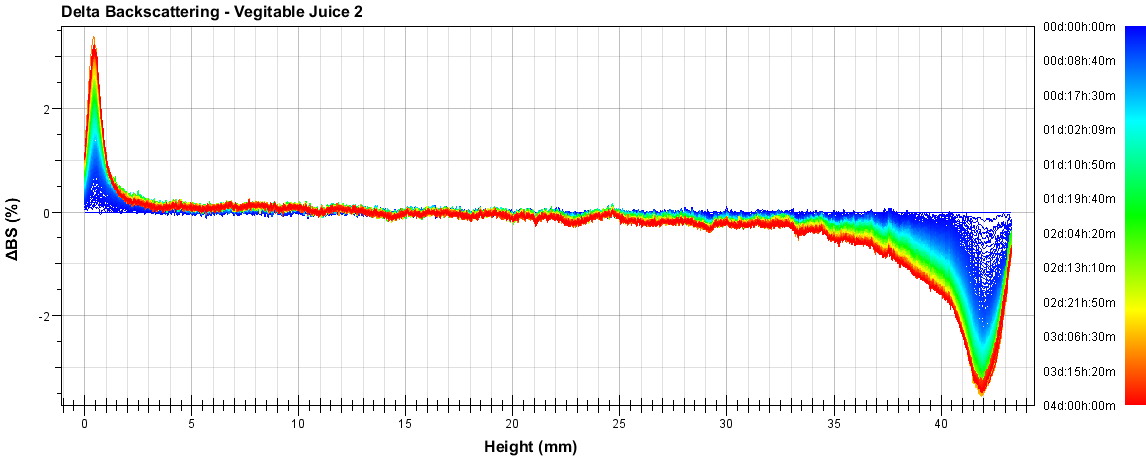 Delta Backscattering - Vegitable Juice 2
ΔBS (%)
2
0
-2
0 5 10 15 20 25 30 35 40
Height (mm)
00d:00h:00m
00d:08h:40m
00d:17h:30m
01d:02h:09m
01d:10h:50m
01d:19h:40m
02d:04h:20m
02d:13h:10m
02d:21h:50m
03d:06h:30m
03d:15h:20m
04d:00h:00m